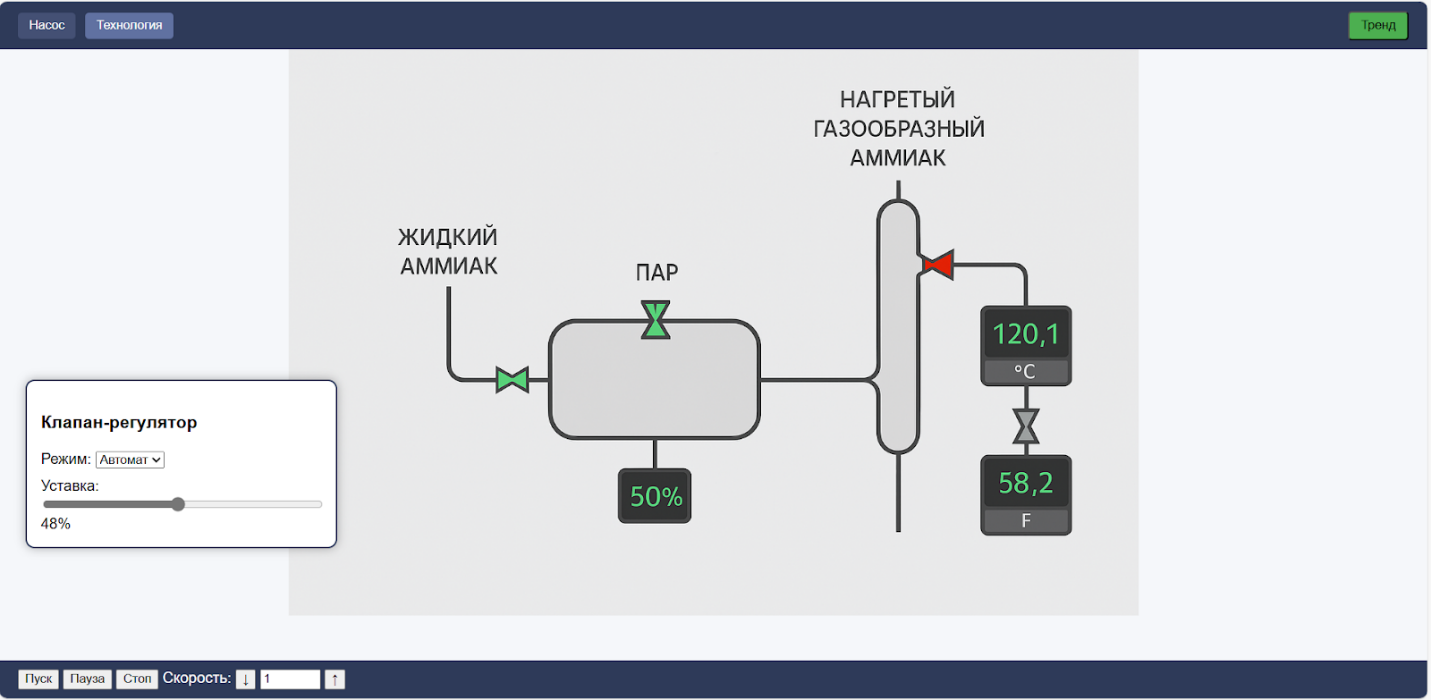 Насос Технология Тренд
НАГРЕТЫЙ
ГАЗООБРАЗНЫЙ
АММИАК
ЖИДКИЙ
АММИАК
ПАР
120,1
°C
50%
58,2
F
Клапан-регулятор
Режим: Автомат
Уставка:
48%
Пуск Пауза Стоп Скорость: ↓ 1 ↑